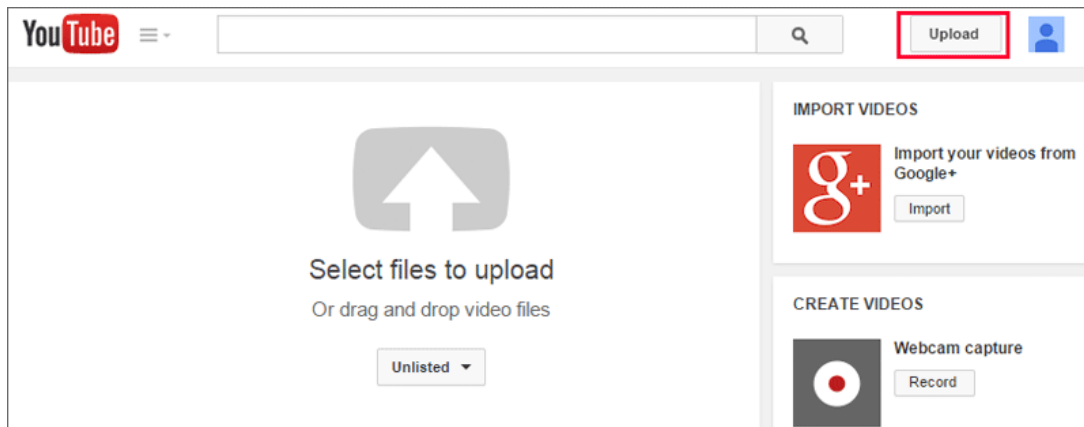 YouTube
Upload
Select files to upload
Or drag and drop video files
Unlisted
IMPORT VIDEOS
g+
Import your videos from
Google+
Import
CREATE VIDEOS
Webcam capture
Record